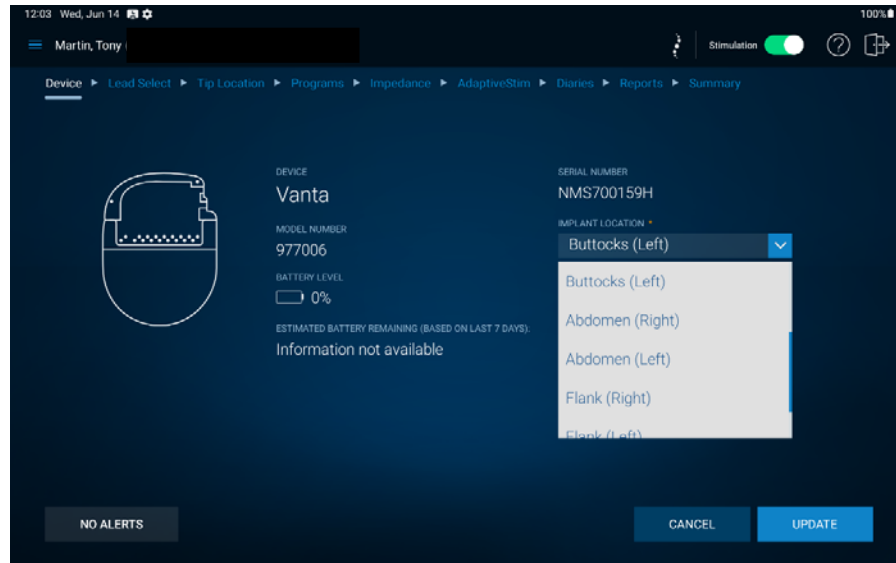 12:03 Wed, Jun 14 100%
Martin, Tony
Stimulation
Device ► Lead Select ► Tip Location ► Programs ► Impedance ► AdaptiveStim ► Diaries ► Reports ► Summary
DEVICE
Vanta
MODEL NUMBER
977006
BATTERY LEVEL
0%
ESTIMATED BATTERY REMAINING (BASED ON LAST 7 DAYS):
Information not available
SERIAL NUMBER
NMS700159H
IMPLANT LOCATION *
Buttocks (Left)
Buttocks (Left)
Abdomen (Right)
Abdomen (Left)
Flank (Right)
Flank (Left)
NO ALERTS
CANCEL
UPDATE